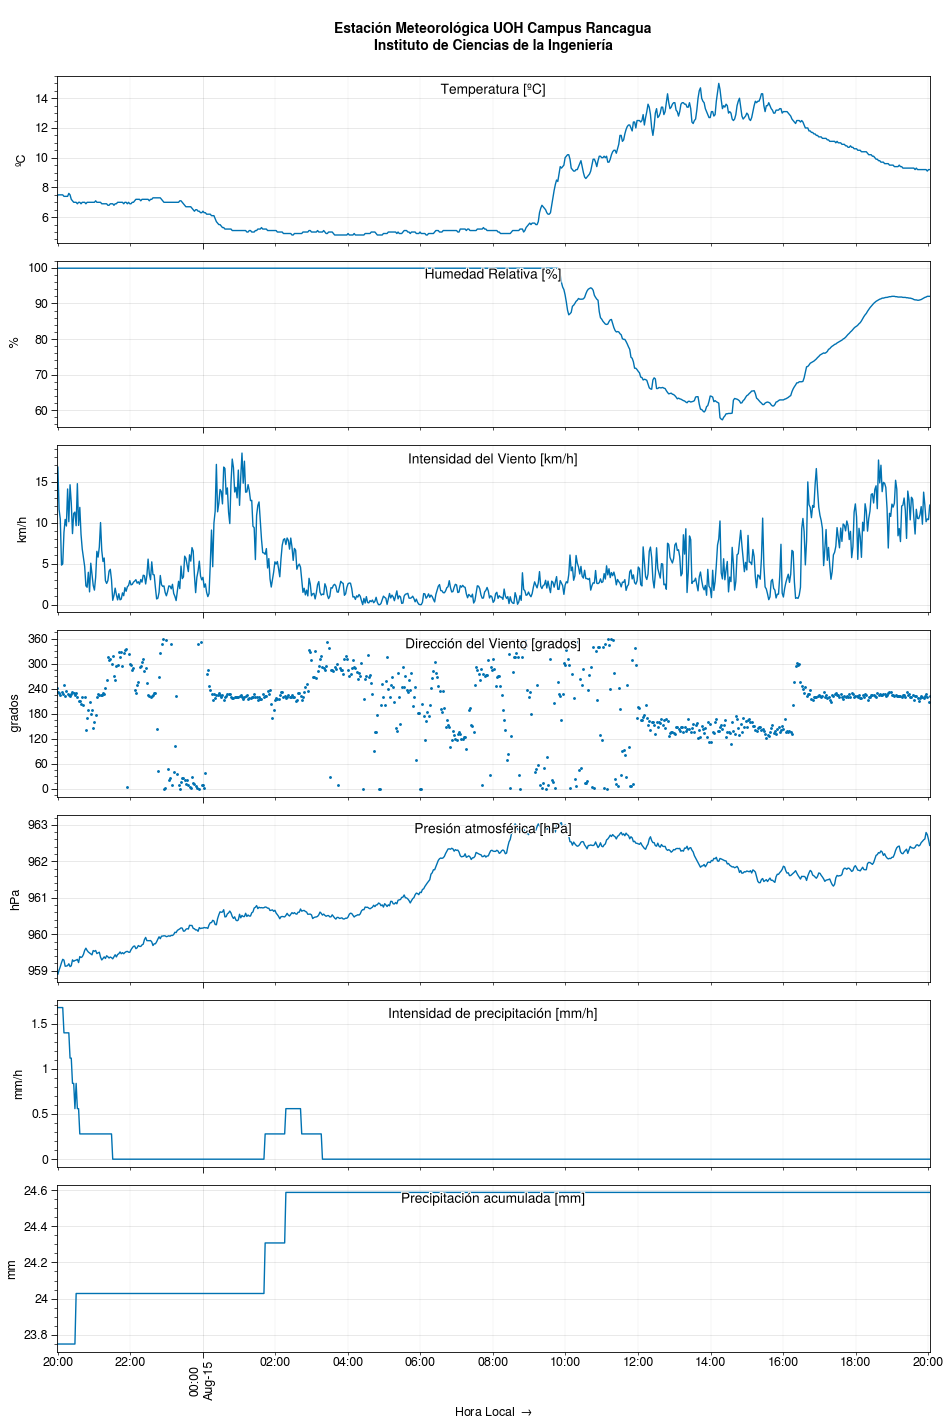 Estación Meteorológica UOH Campus Rancagua
Instituto de Ciencias de la Ingeniería
Temperatura [ºC]
14
12
10
8
6
ºC
Humedad Relativa [%]
100
90
80
70
60
%
Intensidad del Viento [km/h]
15
10
5
0
km/h
Dirección del Viento [grados]
360
300
240
180
120
60
0
grados
Presión atmosférica [hPa]
963
962
961
960
959
hPa
Intensidad de precipitación [mm/h]
1.5
1
0.5
0
mm/h
Precipitación acumulada [mm]
24.6
24.4
24.2
24
23.8
mm
20:00
22:00
00:00
Aug-15
02:00
04:00
06:00
08:00
10:00
12:00
14:00
16:00
18:00
20:00
Hora Local →